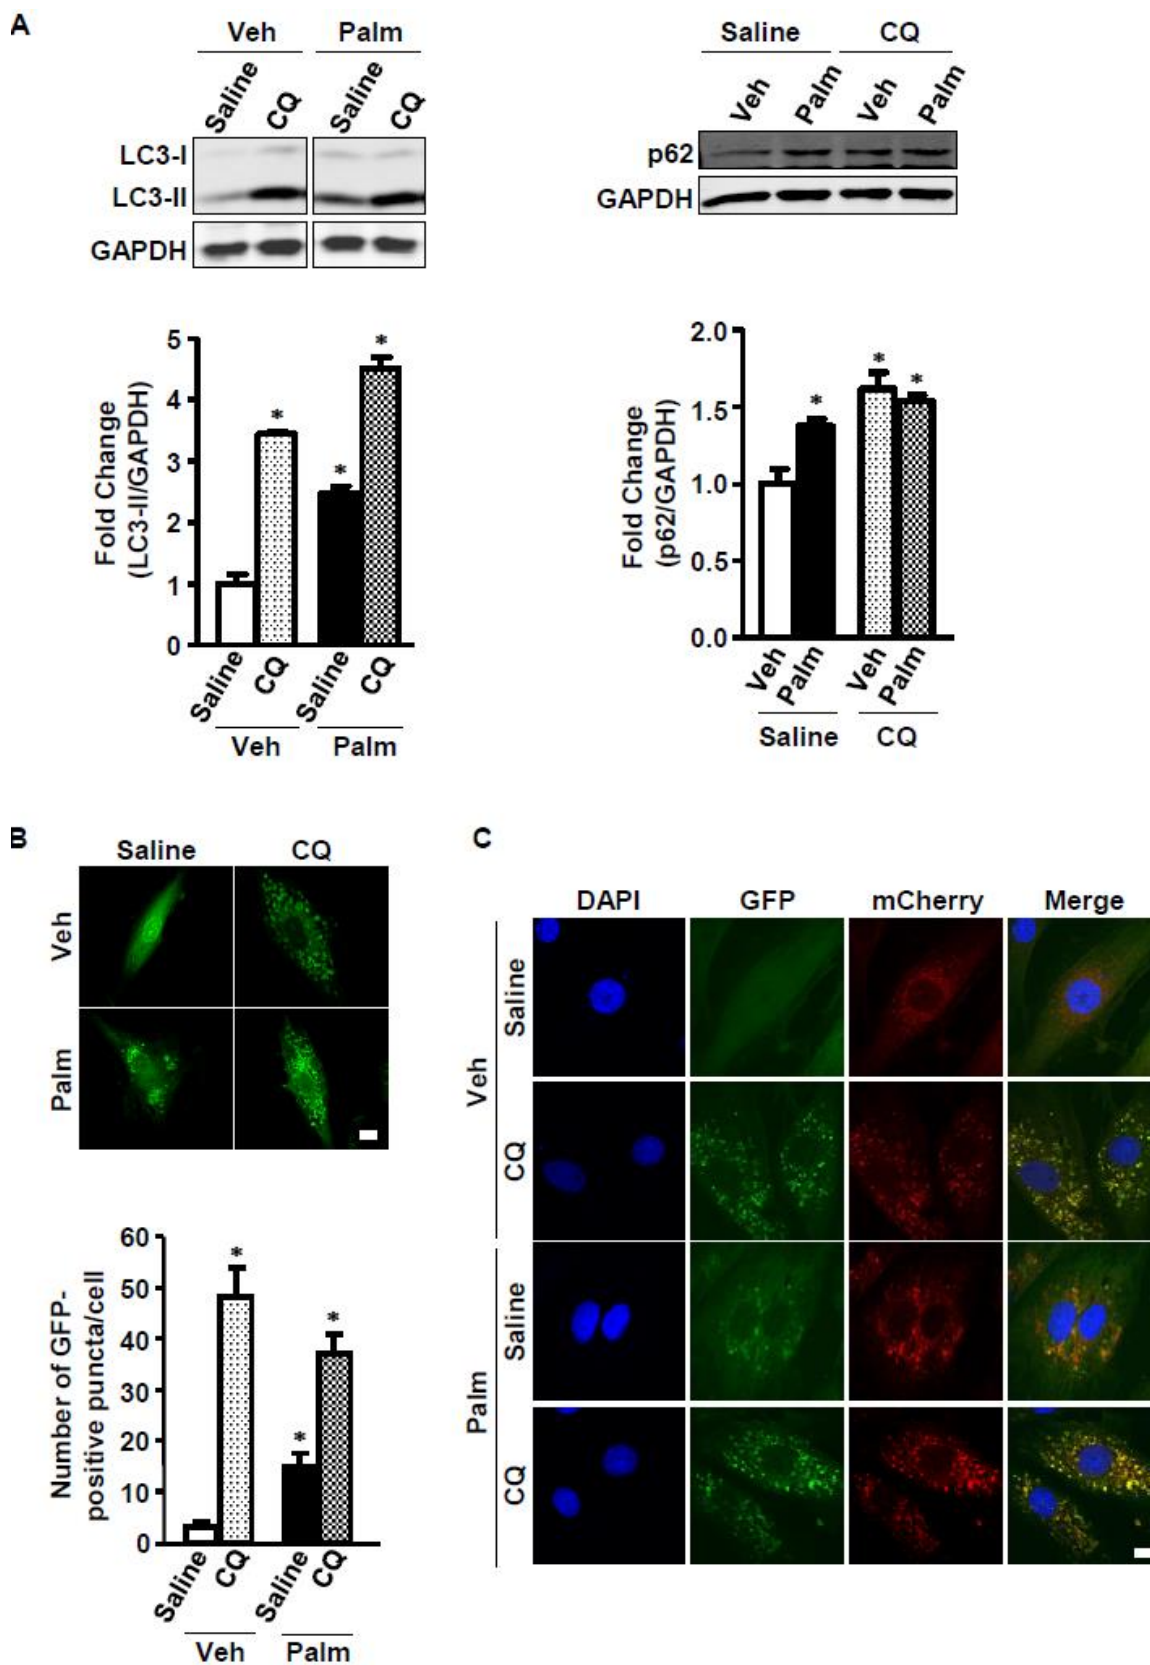 A
Veh Palm
Saline CQ Saline CQ
LC3-I
LC3-II
GAPDH
Saline CQ
Veh Palm Veh Palm
p62
GAPDH
Fold Change
(LC3-II/GAPDH)
5
4
3
2
1
0
* * *
Saline CQ Saline CQ
Veh Palm
Fold Change
(p62/GAPDH)
2.0
1.5
1.0
0.5
0.0
* * *
Veh Palm Veh Palm
Saline CQ
B
Saline CQ
Veh
Palm
Number of GFP-
positive puncta/cell
60
50
40
30
20
10
0
* * *
Saline CQ Saline CQ
Veh Palm
C
DAPI GFP mCherry Merge
Veh
Saline
CQ
Palm
Saline
CQ